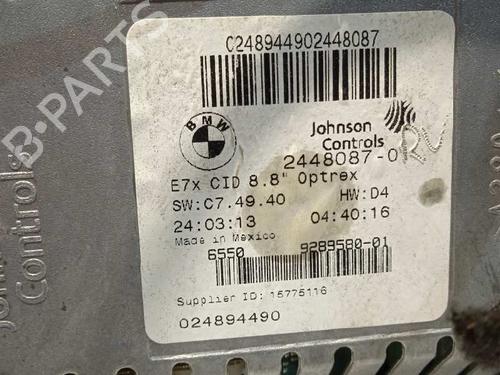 C248944902448087
BMW
Johnson
Controls
2448087-0
E7x CID 8.8" Optrex
SW:C7.49.40 HW:D4
24:03:13 04:40:16
Made in Mexico
6550 9289580-01
Supplier ID: 15775116
024894490
Controls
B-PARTS